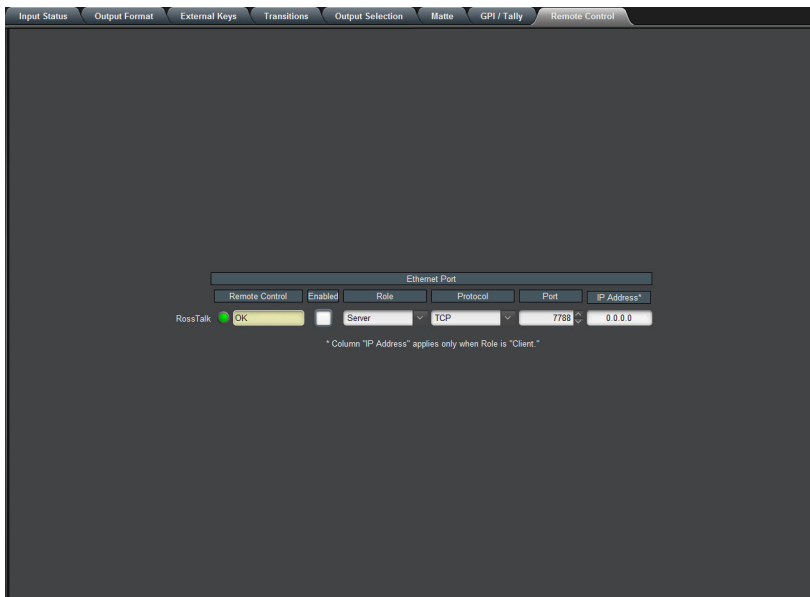 Input Status Output Format External Keys Transitions Output Selection Matte GPI / Tally Remote Control
Ethernet Port
Remote Control Enabled Role Protocol Port IP Address*
RossTalk OK Server TCP 7788 0.0.0.0
* Column "IP Address" applies only when Role is "Client."